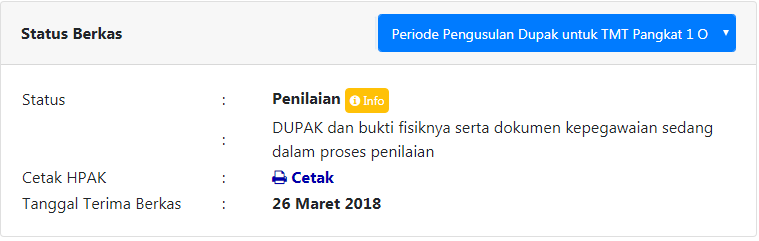 Status Berkas
Periode Pengusulan Dupak untuk TMT Pangkat 1 O
Status : Penilaian Info
: DUPAK dan bukti fisiknya serta dokumen kepegawaian sedang
dalam proses penilaian
Cetak HPAK : Cetak
Tanggal Terima Berkas : 26 Maret 2018